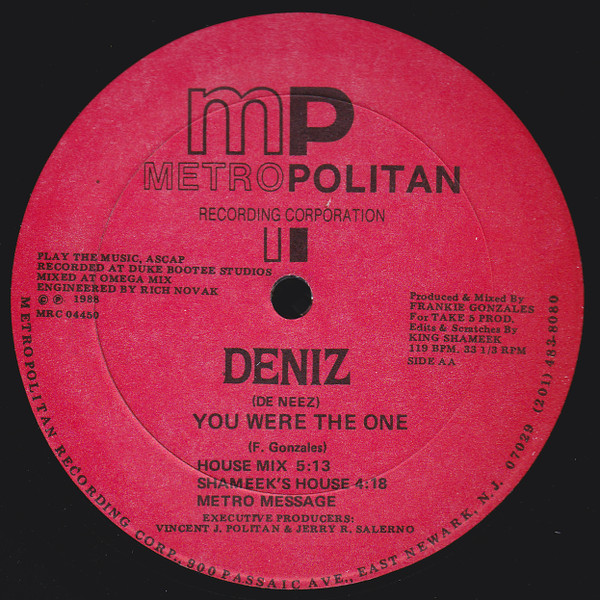 mP
METROPOLITAN
RECORDING CORPORATION
PLAY THE MUSIC, ASCAP
RECORDED AT DUKE BOOTEE STUDIOS
MIXED AT OMEGA MIX
ENGINEERED BY RICH NOVAK
© ℗ 1988
MRC 04450
Produced & Mixed By
FRANKIE GONZALES
For TAKE 5 PROD.
Edits & Scratches By
KING SHAMEEK
119 BPM. 33 1/3 RPM
SIDE AA
DENIZ
(DE NEEZ)
YOU WERE THE ONE
(F. Gonzales)
HOUSE MIX 5:13
SHAMEEK'S HOUSE 4:18
METRO MESSAGE
EXECUTIVE PRODUCERS:
VINCENT J. POLITAN & JERRY R. SALERNO
METROPOLITAN RECORDING CORP., 900 PASSAIC AVE., EAST NEWARK, N.J. 07029 (201) 483-8080